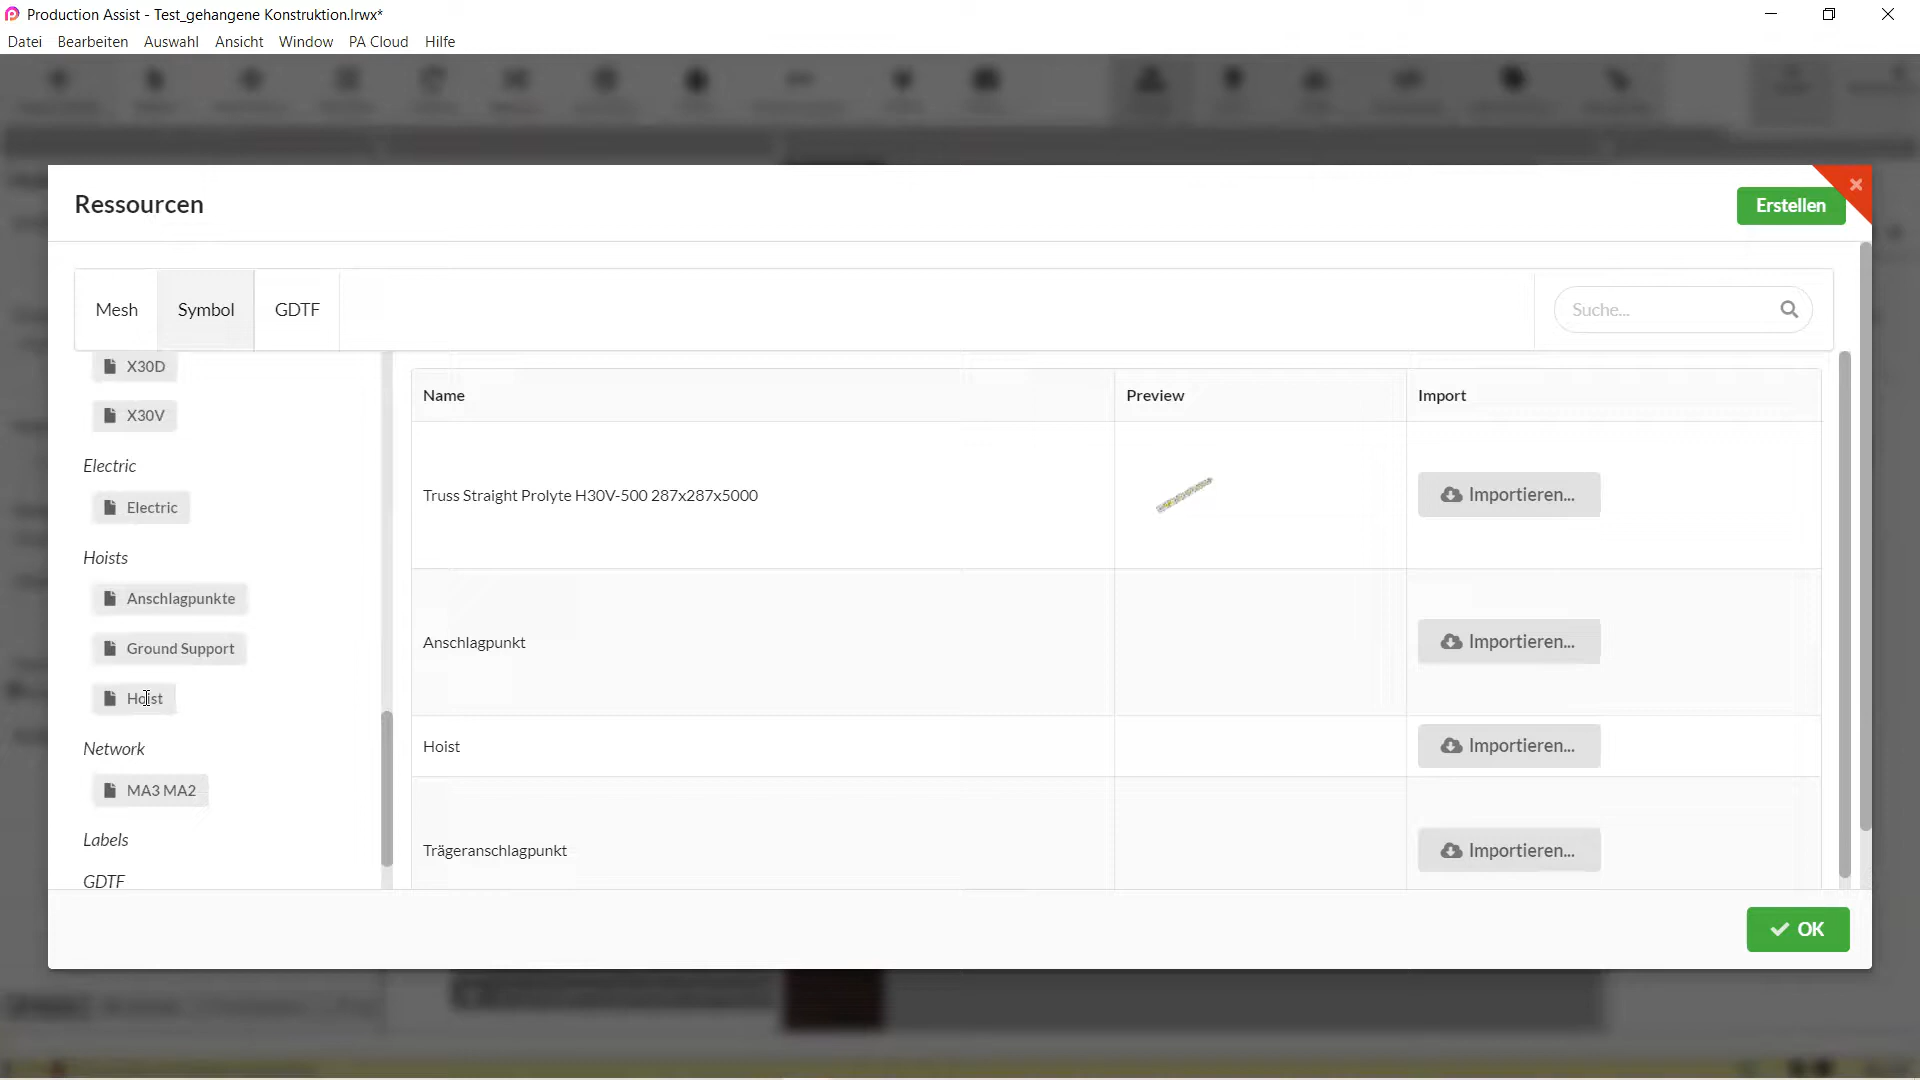 Production Assist - Test_gehangene Konstruktion.lrwx*
Datei Bearbeiten Auswahl Ansicht Window PA Cloud Hilfe
Ressourcen
Erstellen
Mesh Symbol GDTF
Suche...
X30D
X30V
Electric
Electric
Hoists
Anschlagpunkte
Ground Support
Hoist
Network
MA3 MA2
Labels
GDTF
Name Preview Import
Truss Straight Prolyte H30V-500 287x287x5000 Importieren...
Anschlagpunkt Importieren...
Hoist Importieren...
Trägeranschlagpunkt Importieren...
OK